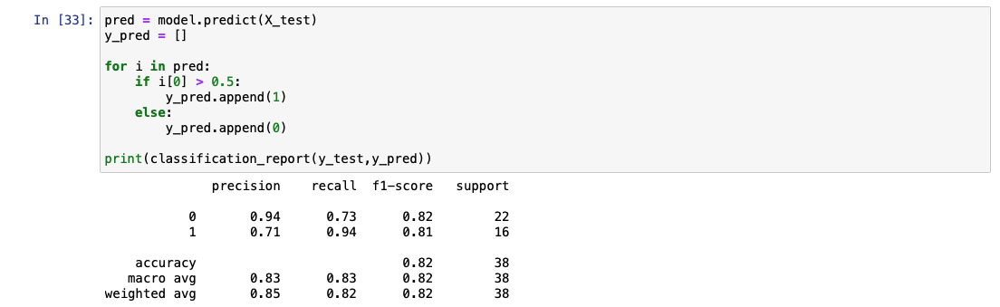 In [33]: pred = model.predict(X_test)
y_pred = []
for i in pred:
    if i[0] > 0.5:
        y_pred.append(1)
    else:
        y_pred.append(0)
print(classification_report(y_test,y_pred))
precision recall f1-score support
0 0.94 0.73 0.82 22
1 0.71 0.94 0.81 16
accuracy 0.82 38
macro avg 0.83 0.83 0.82 38
weighted avg 0.85 0.82 0.82 38